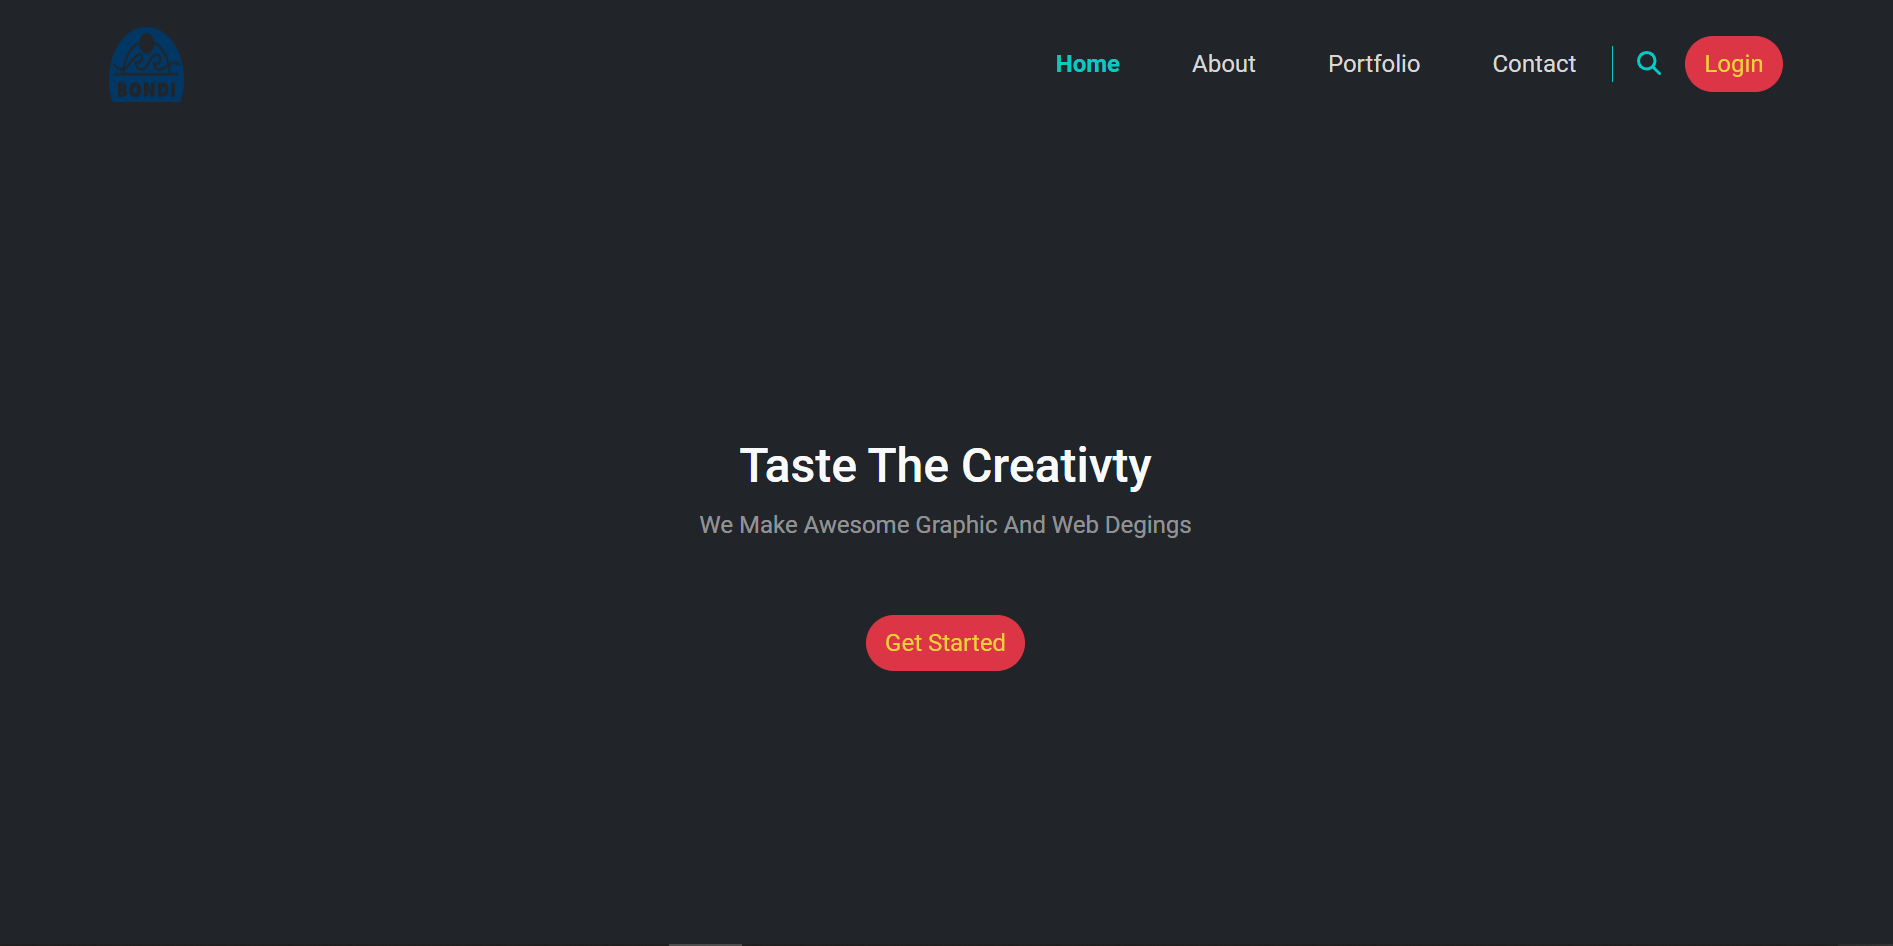 BONDI
Home About Portfolio Contact Login
Taste The Creativty
We Make Awesome Graphic And Web Degings
Get Started